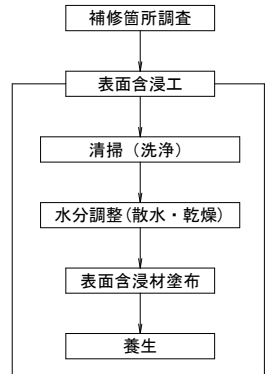 補修箇所調査
表面含浸工
清掃（洗浄）
水分調整(散水・乾燥)
表面含浸材塗布
養生